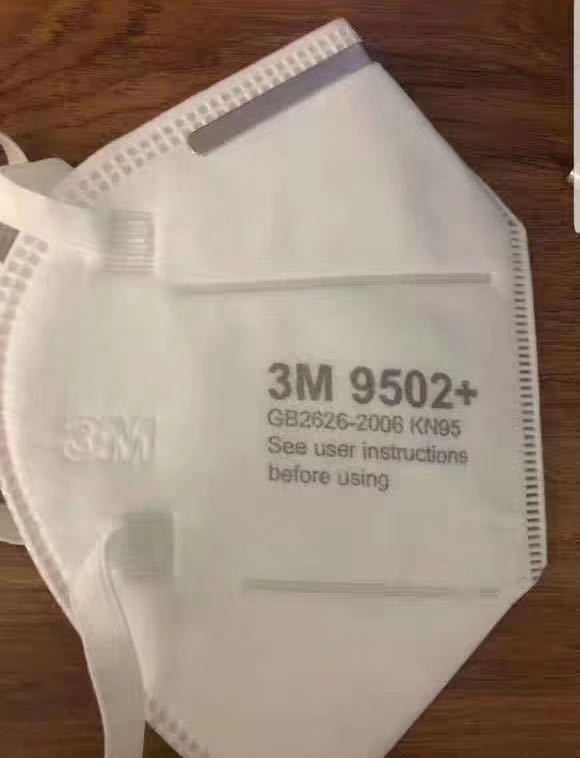 3M 9502+
GB2626-2006 KN95
See user instructions
before using
3M